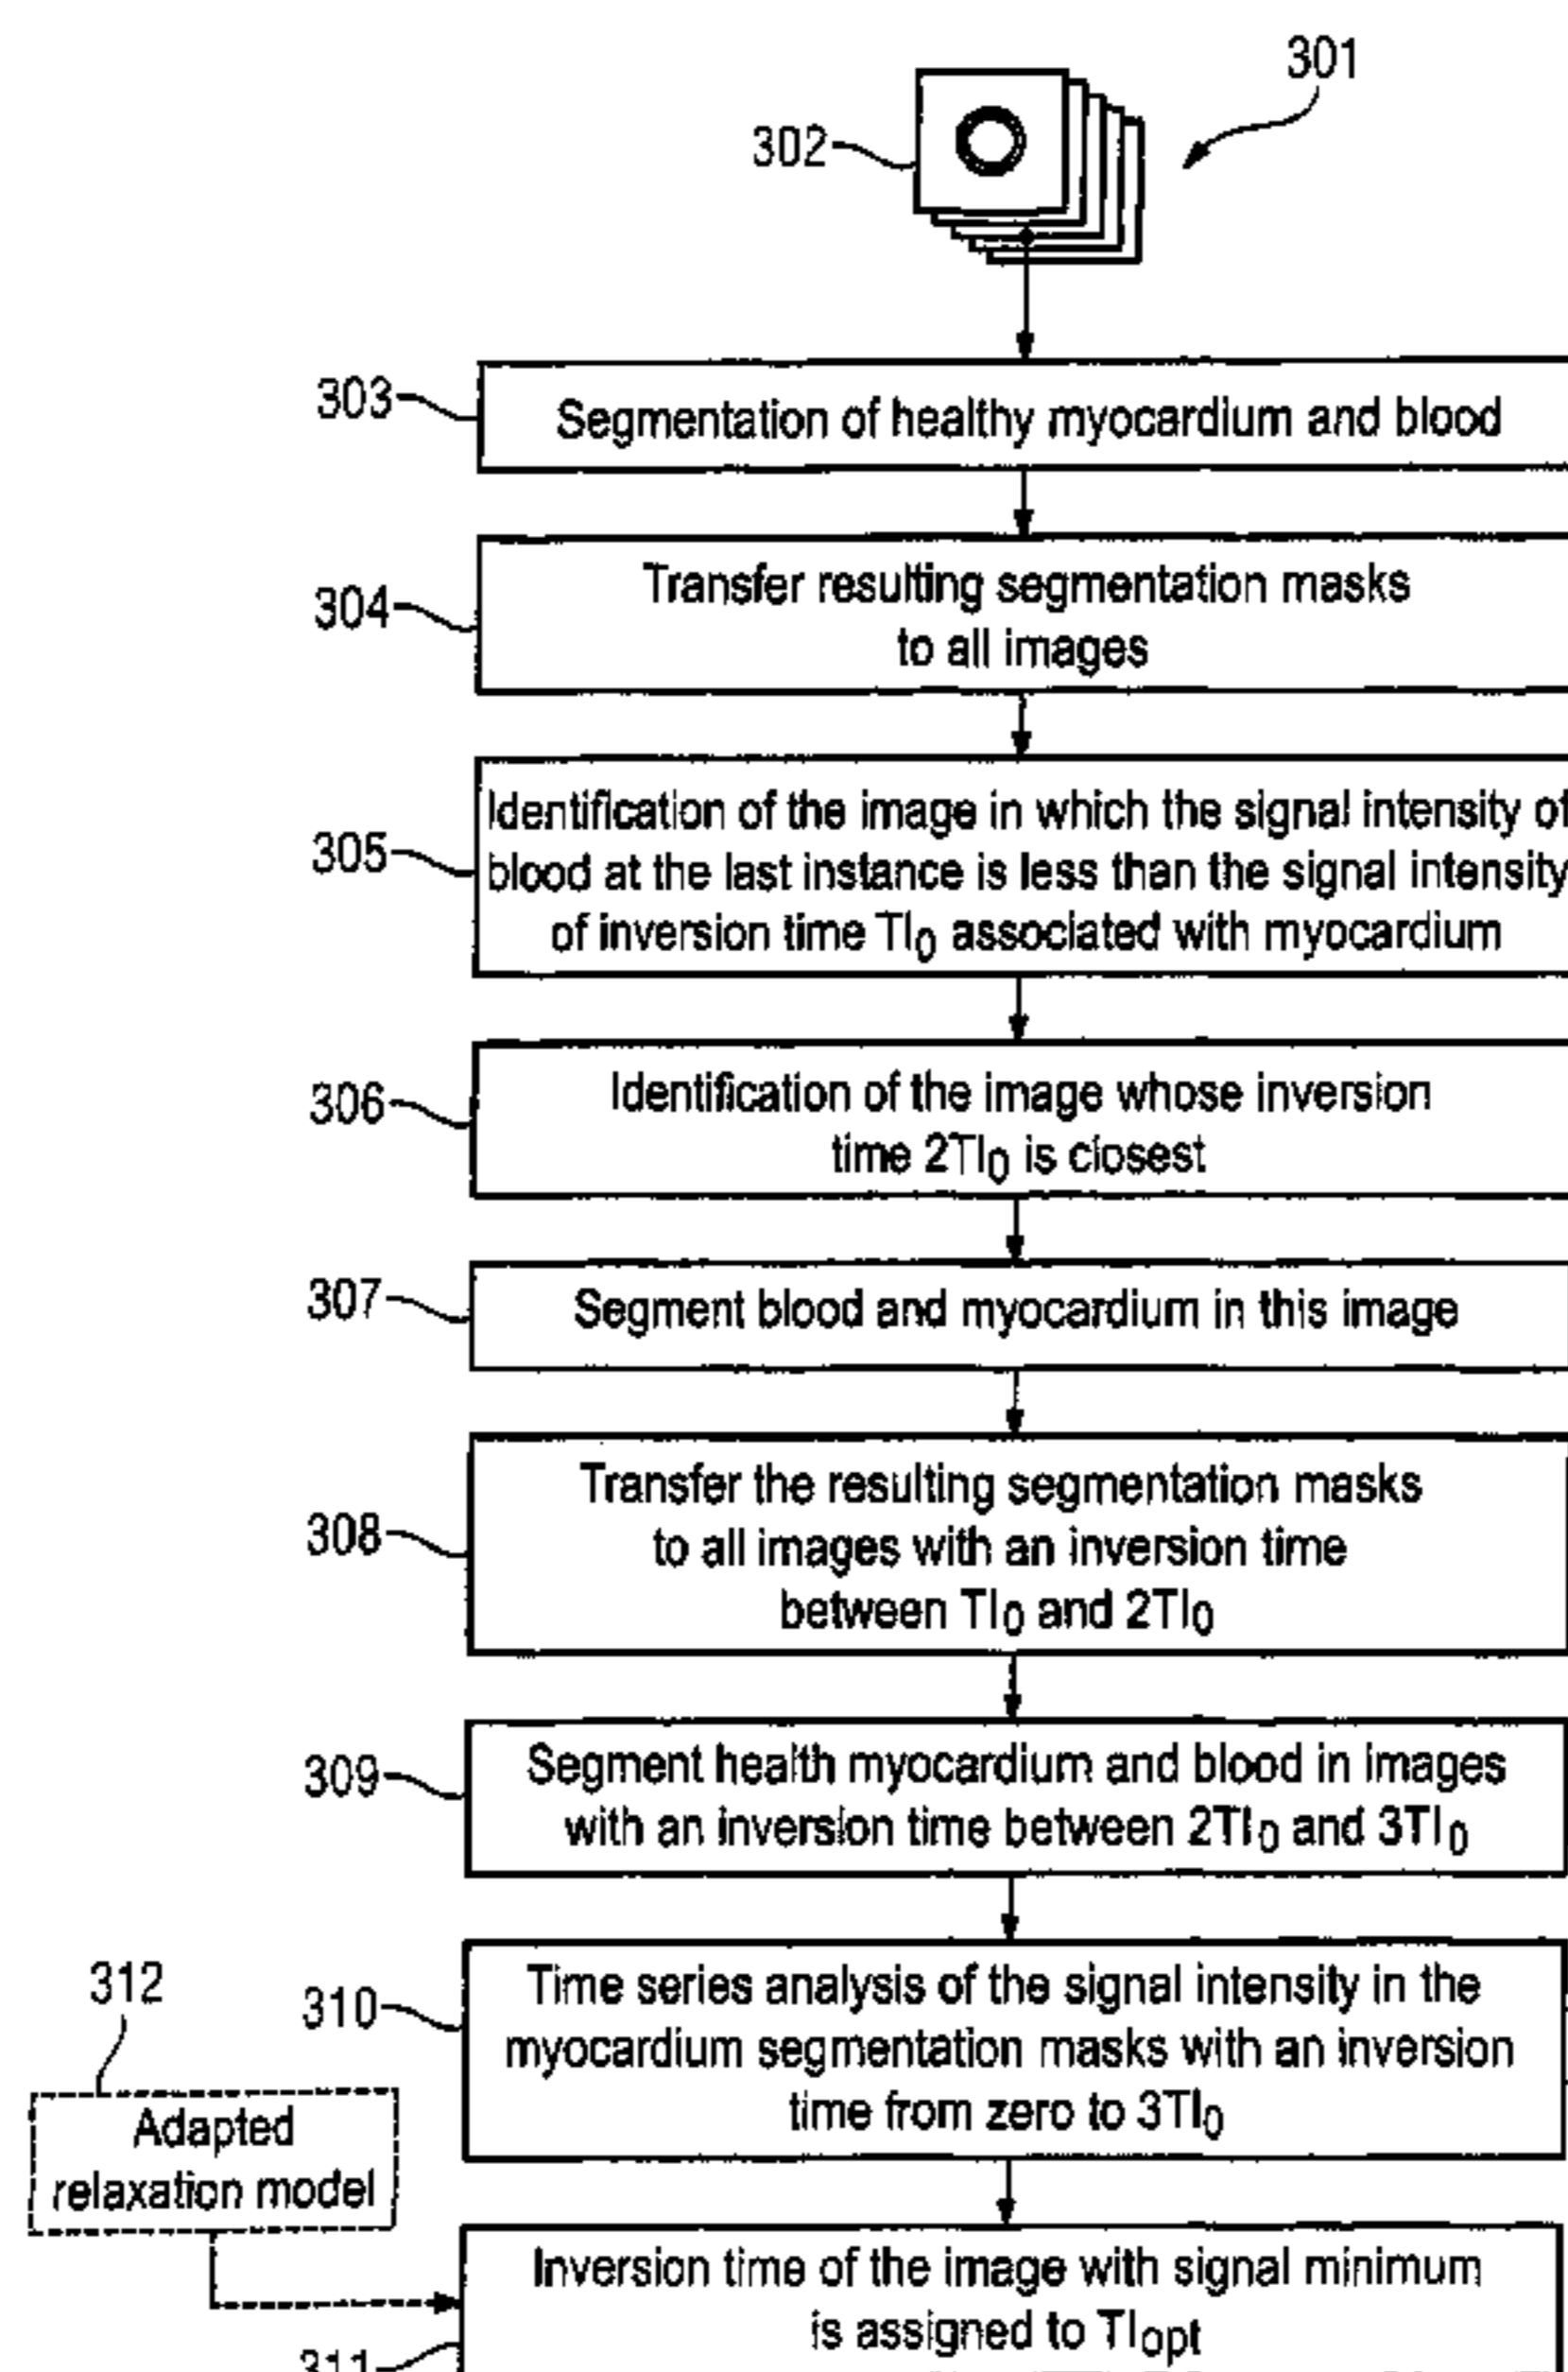 301
302
303
Segmentation of healthy myocardium and blood
304
Transfer resulting segmentation masks
to all images
305
Identification of the image in which the signal intensity of
blood at the last instance is less than the signal intensity
of inversion time TI0 associated with myocardium
306
Identification of the image whose inversion
time 2TI0 is closest
307
Segment blood and myocardium in this image
308
Transfer the resulting segmentation masks
to all images with an inversion time
between TI0 and 2TI0
309
Segment health myocardium and blood in images
with an inversion time between 2TI0 and 3TI0
312
310
Time series analysis of the signal intensity in the
myocardium segmentation masks with an inversion
time from zero to 3TI0
Adapted
relaxation model
Inversion time of the image with signal minimum
is assigned to TIopt
311